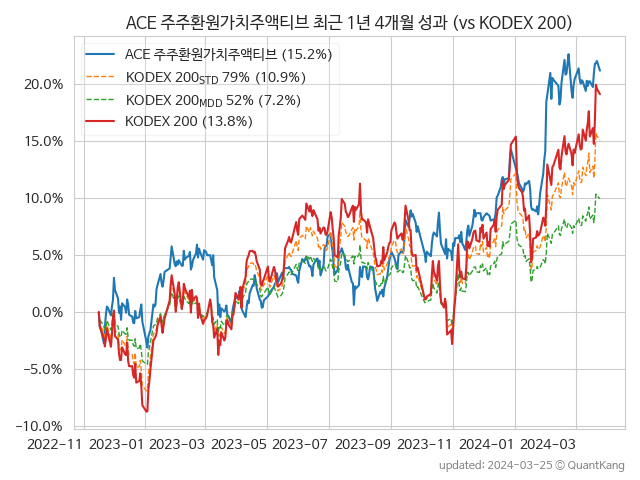 ACE 주주환원가치주액티브 최근 1년 4개월 성과 (vs KODEX 200)
ACE 주주환원가치주액티브 (15.2%)
KODEX 200STD 79% (10.9%)
KODEX 200MDD 52% (7.2%)
KODEX 200 (13.8%)
20.0%
15.0%
10.0%
5.0%
0.0%
−5.0%
−10.0%
2022-11 2023-01 2023-03 2023-05 2023-07 2023-09 2023-11 2024-01 2024-03
updated: 2024-03-25 ⓒ QuantKang